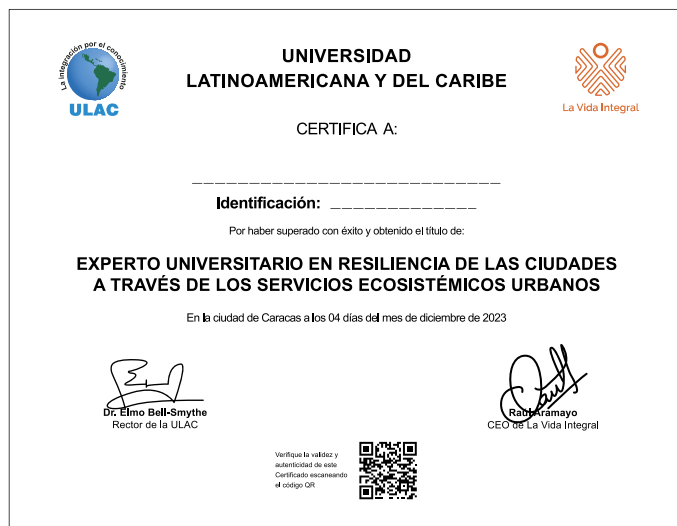 La integración por el conocimiento
ULAC
UNIVERSIDAD
LATINOAMERICANA Y DEL CARIBE
La Vida Integral
CERTIFICA A:
____________________________
Identificación: _____________
Por haber superado con éxito y obtenido el título de:
EXPERTO UNIVERSITARIO EN RESILIENCIA DE LAS CIUDADES
A TRAVÉS DE LOS SERVICIOS ECOSISTÉMICOS URBANOS
En la ciudad de Caracas a los 04 días del mes de diciembre de 2023
Dr. Elmo Bell-Smythe
Rector de la ULAC
Raúl Aramayo
CEO de La Vida Integral
Verifique la validez y
autenticidad de este
Certificado escaneando
el código QR